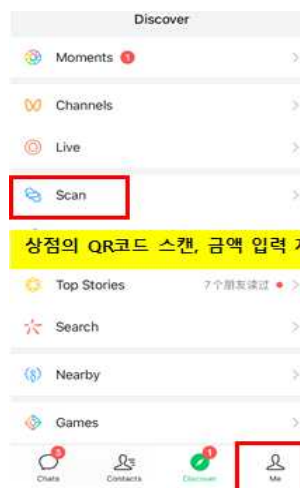 Discover
Moments 1
Channels
Live
Scan
상점의 QR코드 스캔, 금액 입력
Top Stories 7个朋友读过
Search
Nearby
Games
Chats Contacts Discover Me